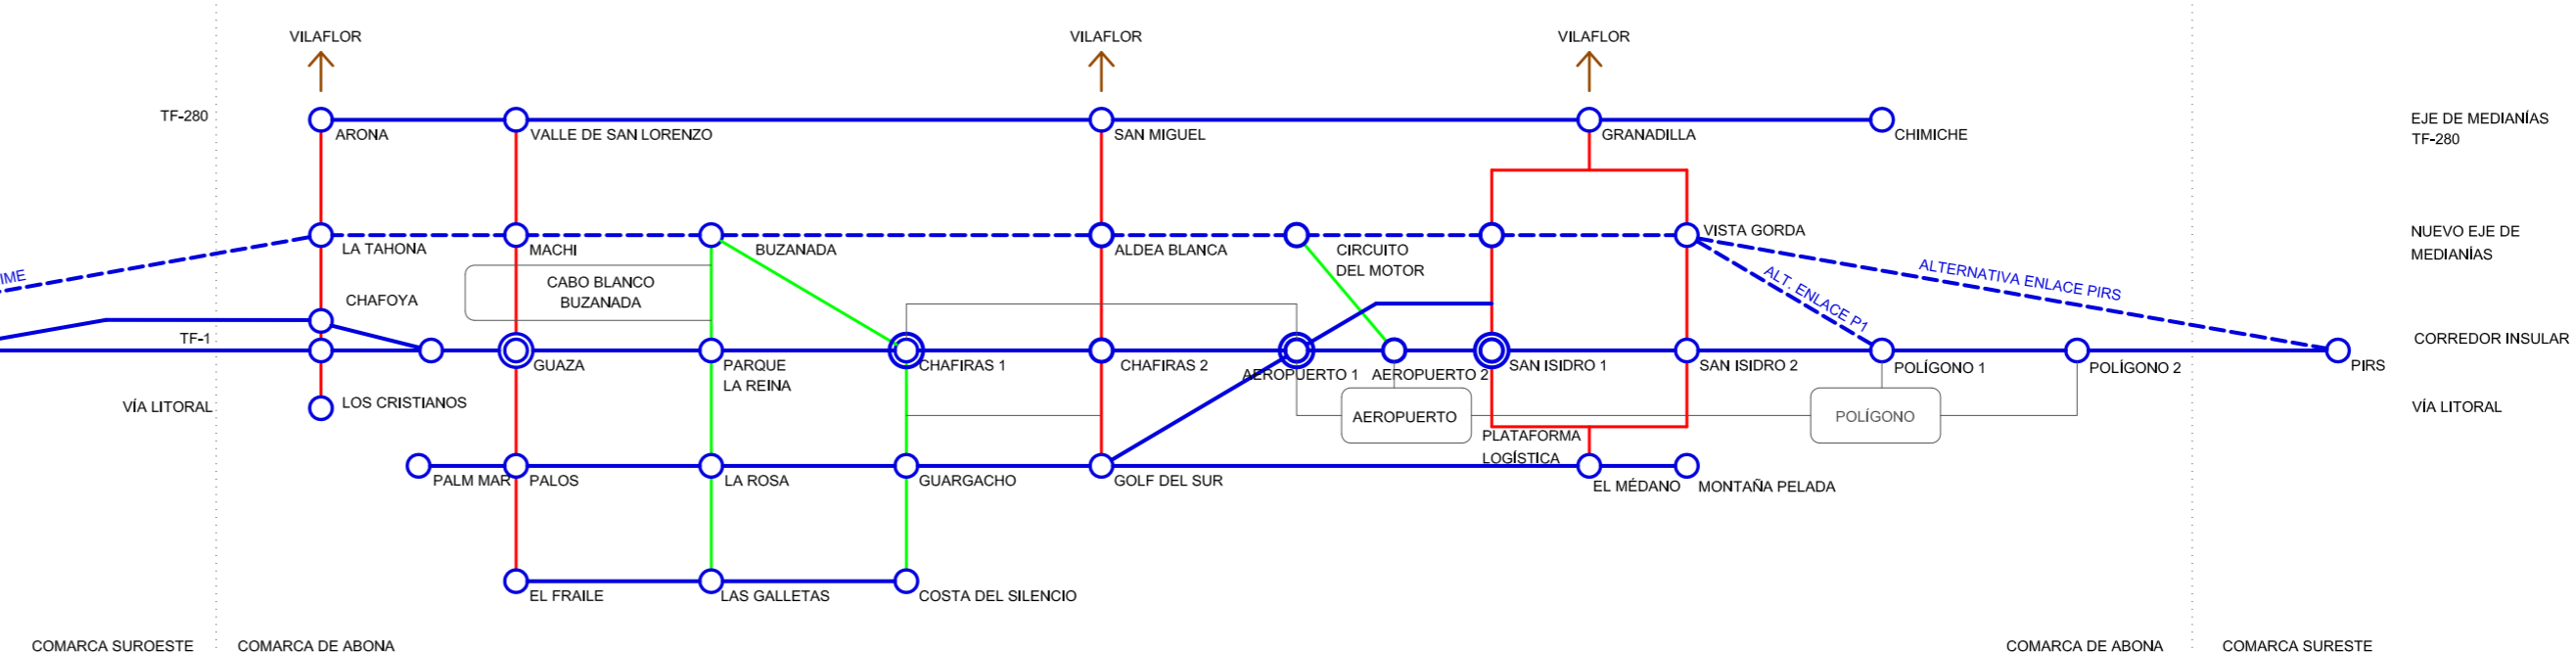 VILAFLOR
VILAFLOR
VILAFLOR
TF-280
ARONA
VALLE DE SAN LORENZO
SAN MIGUEL
GRANADILLA
CHIMICHE
EJE DE MEDIANÍAS
TF-280
LA TAHONA
MACHI
BUZANADA
ALDEA BLANCA
CIRCUITO
DEL MOTOR
VISTA GORDA
NUEVO EJE DE
MEDIANÍAS
IME
CABO BLANCO
BUZANADA
ALT. ENLACE P1
ALTERNATIVA ENLACE PIRS
CHAFOYA
TF-1
GUAZA
PARQUE
LA REINA
CHAFIRAS 1
CHAFIRAS 2
AEROPUERTO 1
AEROPUERTO 2
SAN ISIDRO 1
SAN ISIDRO 2
POLÍGONO 1
POLÍGONO 2
PIRS
CORREDOR INSULAR
VÍA LITORAL
LOS CRISTIANOS
AEROPUERTO
POLÍGONO
VÍA LITORAL
PLATAFORMA
LOGÍSTICA
PALM MAR
PALOS
LA ROSA
GUARGACHO
GOLF DEL SUR
EL MÉDANO
MONTAÑA PELADA
EL FRAILE
LAS GALLETAS
COSTA DEL SILENCIO
COMARCA SUROESTE
COMARCA DE ABONA
COMARCA DE ABONA
COMARCA SURESTE